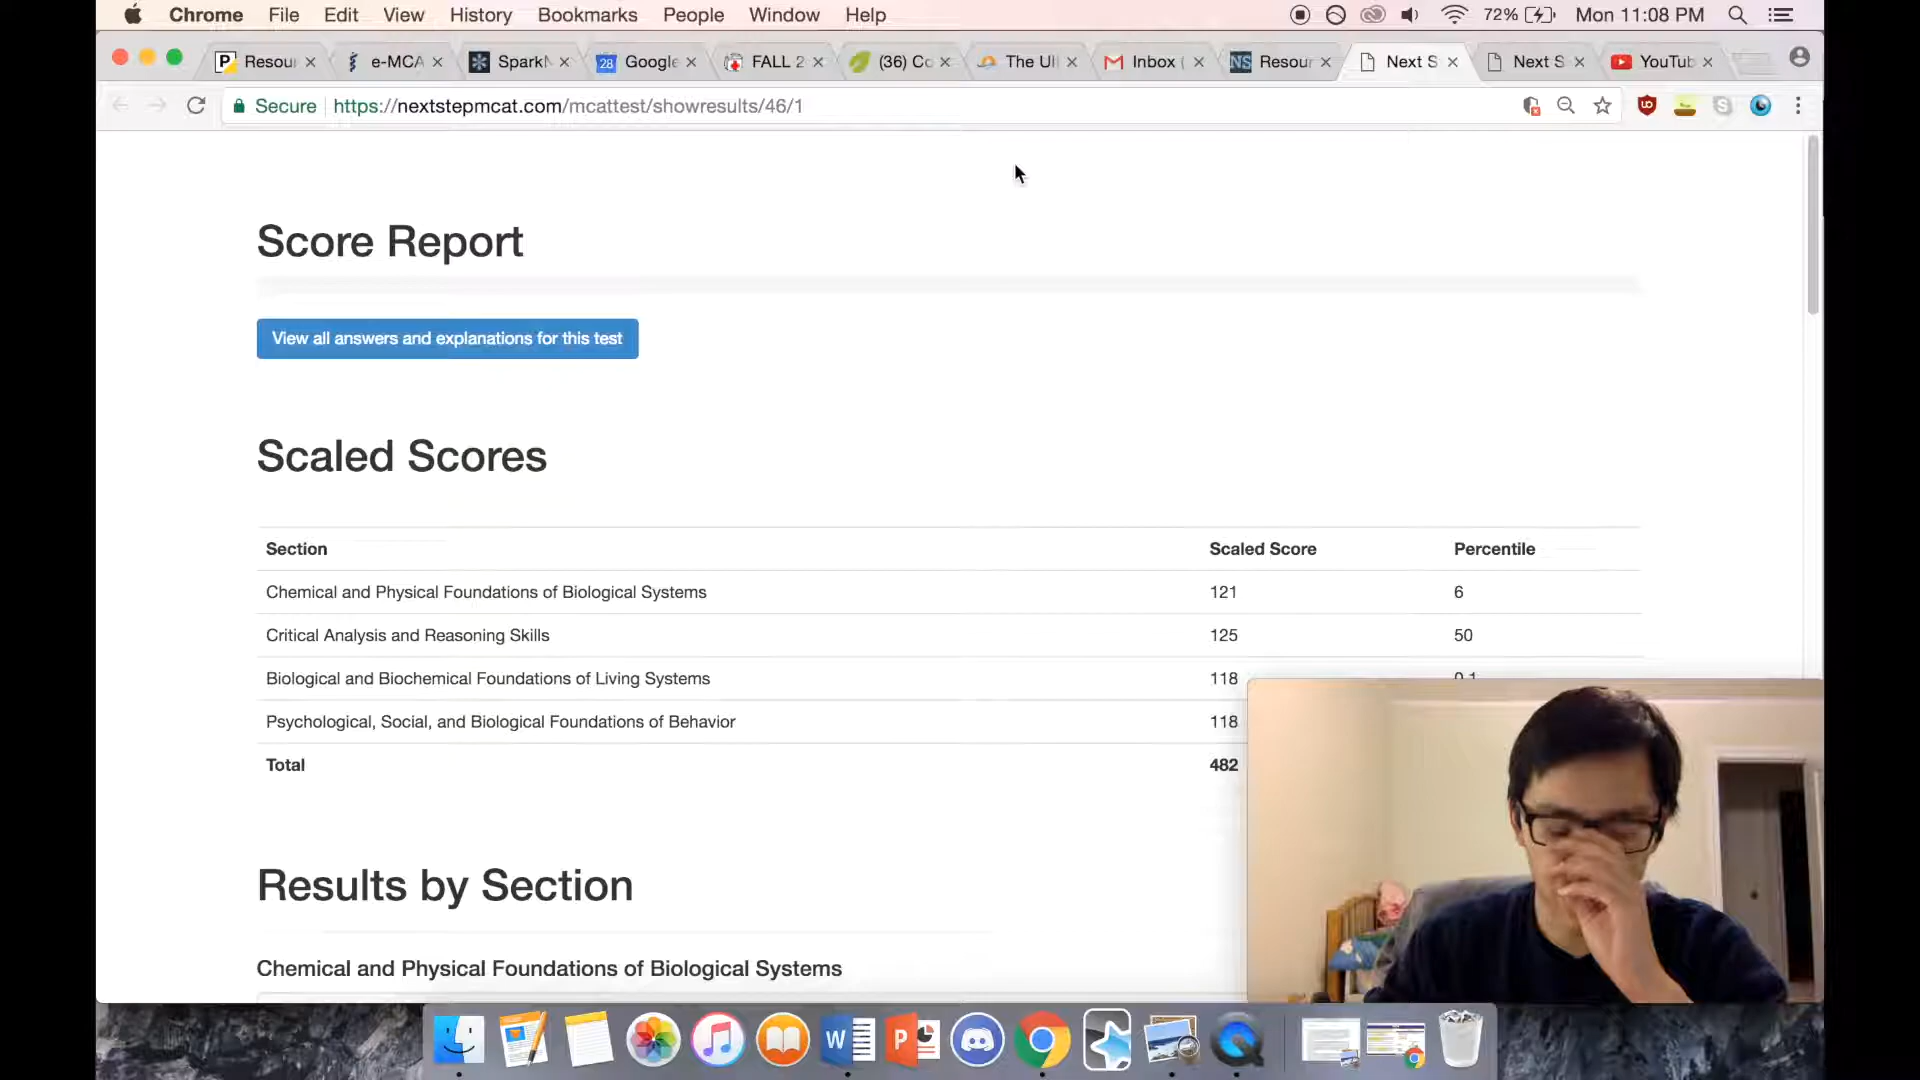 Chrome File Edit View History Bookmarks People Window Help 72% Mon 11:08 PM
Resour e-MCA SparkN 28 Google FALL 2 (36) Co The Ul Inbox ( NS Resour Next S Next S YouTub
Secure https://nextstepmcat.com/mcattest/showresults/46/1
Score Report
View all answers and explanations for this test
Scaled Scores
Section Scaled Score Percentile
Chemical and Physical Foundations of Biological Systems 121 6
Critical Analysis and Reasoning Skills 125 50
Biological and Biochemical Foundations of Living Systems 118
Psychological, Social, and Biological Foundations of Behavior 118
Total 482
Results by Section
Chemical and Physical Foundations of Biological Systems